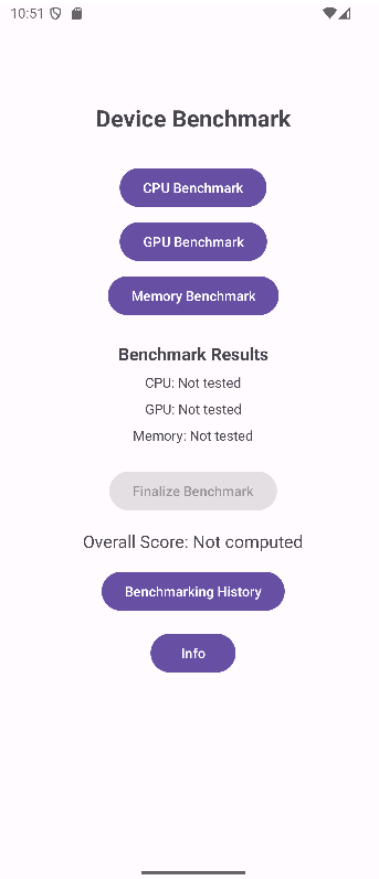 10:51
Device Benchmark
CPU Benchmark
GPU Benchmark
Memory Benchmark
Benchmark Results
CPU: Not tested
GPU: Not tested
Memory: Not tested
Finalize Benchmark
Overall Score: Not computed
Benchmarking History
Info